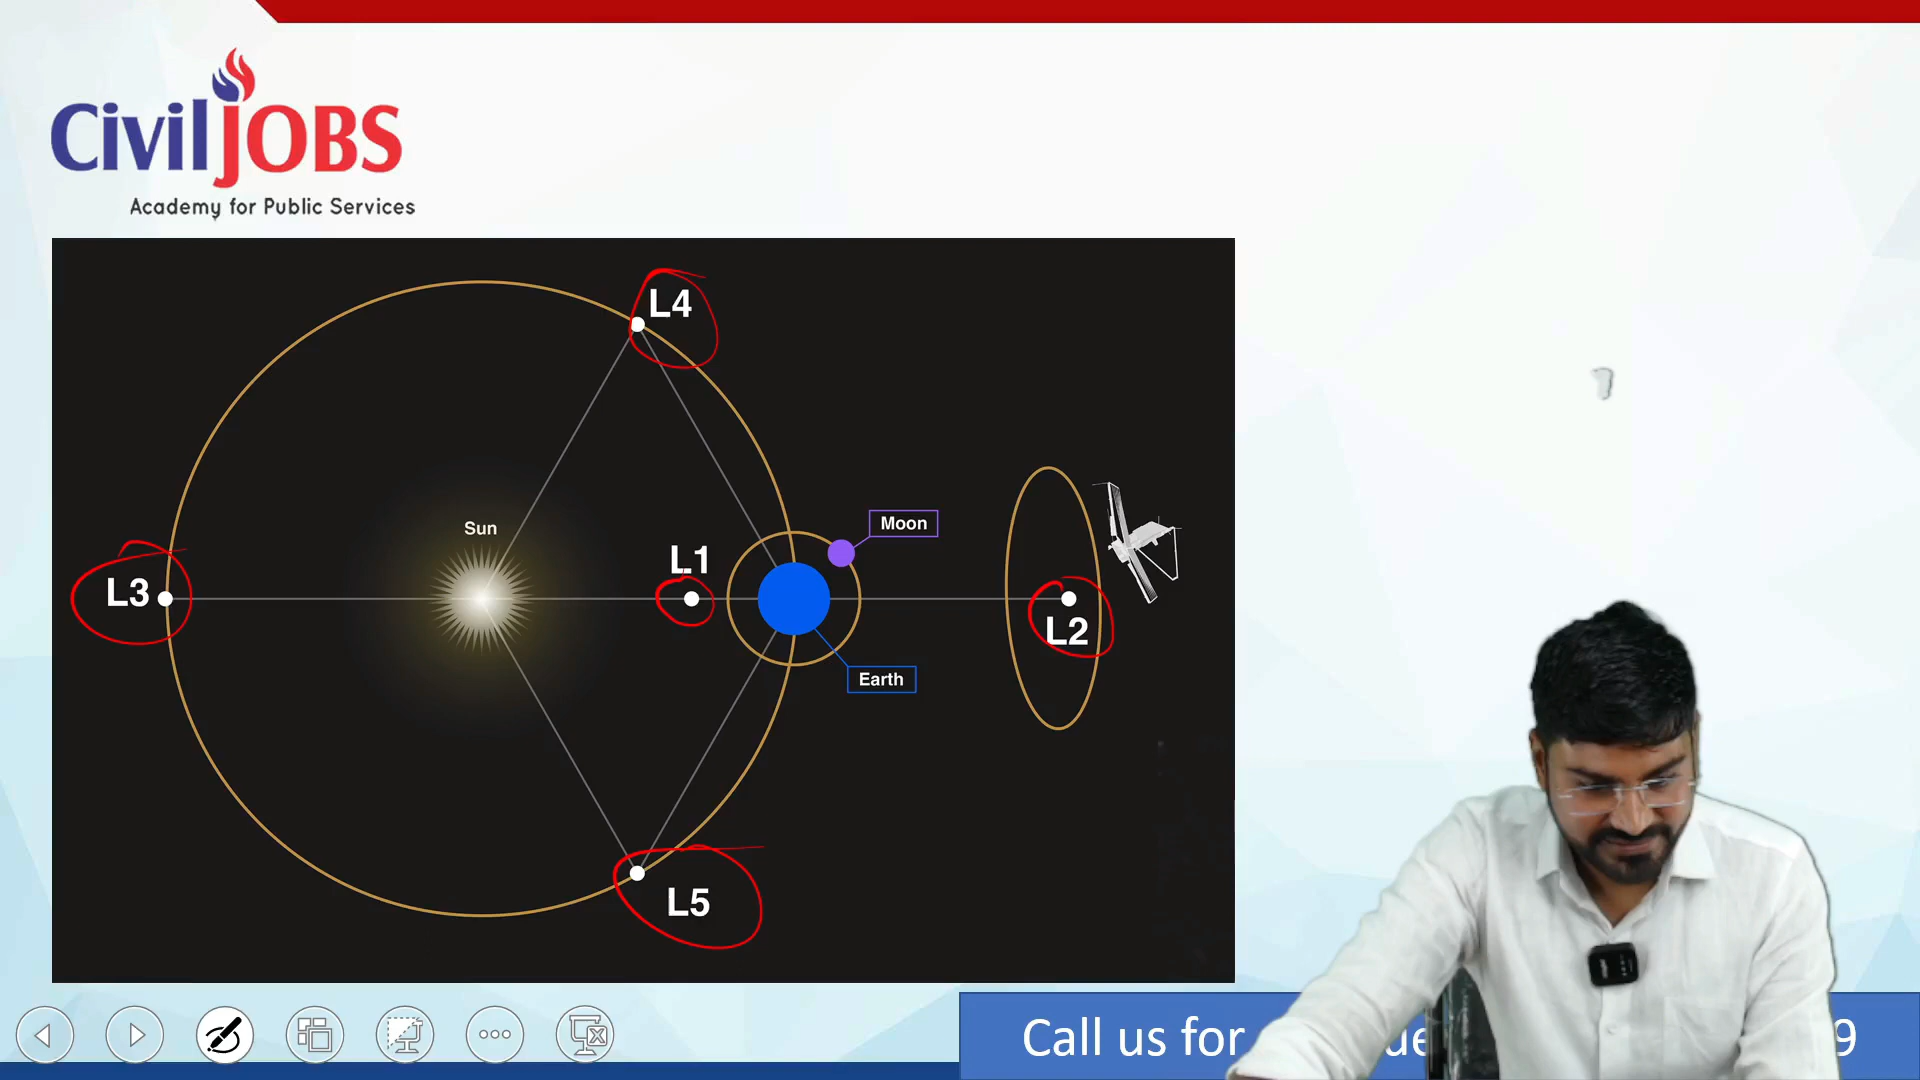 CivilJOBS
Academy for Public Services
L4
Moon
Sun
L1
L3
L2
Earth
L5
Call us for
9